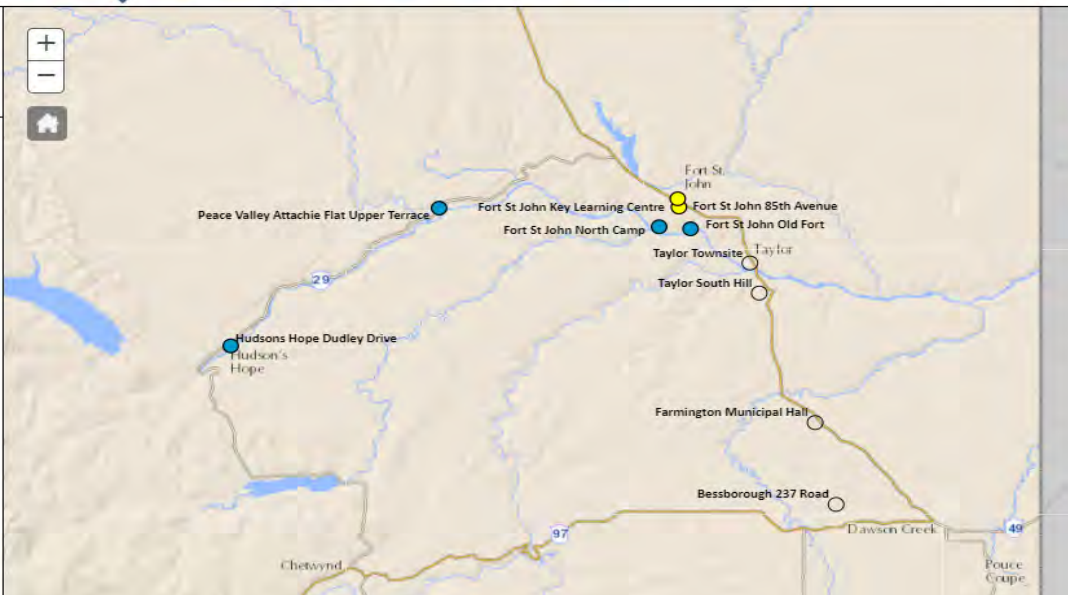 +
−
Fort St.
John
Peace Valley Attachie Flat Upper Terrace
Fort St John Key Learning Centre
Fort St John 85th Avenue
Fort St John North Camp
Fort St John Old Fort
Taylor Townsite
Taylor
Taylor South Hill
29
Hudsons Hope Dudley Drive
Hudson's
Hope
Farmington Municipal Hall
Bessborough 237 Road
97
Dawson Creek
49
Chetwynd
Pouce
Coupe